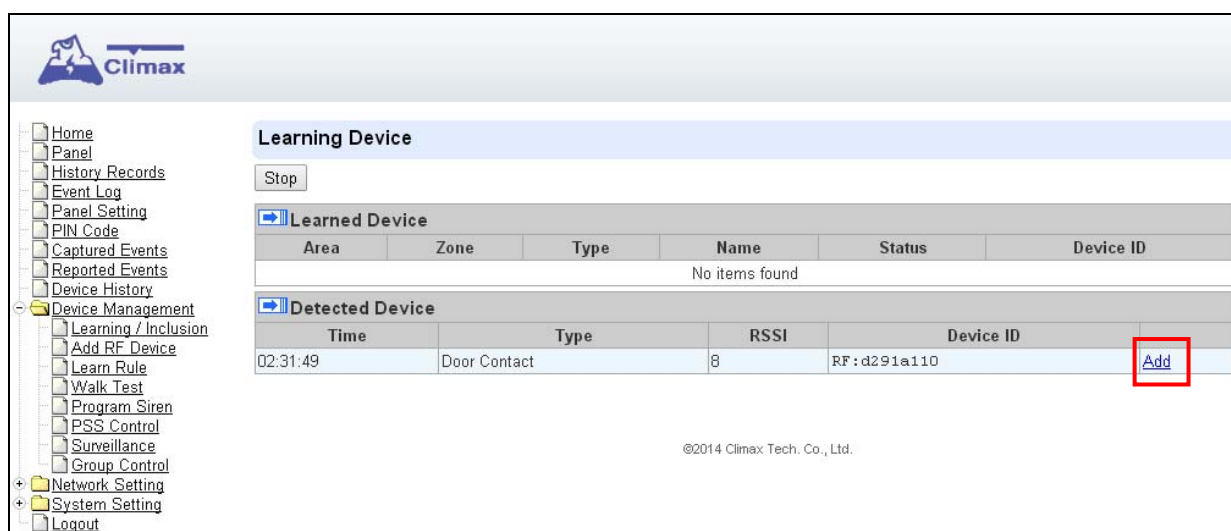 Climax
Home
Panel
History Records
Event Log
Panel Setting
PIN Code
Captured Events
Reported Events
Device History
Device Management
Learning / Inclusion
Add RF Device
Learn Rule
Walk Test
Program Siren
PSS Control
Surveillance
Group Control
Network Setting
System Setting
Logout
Learning Device
Stop
Learned Device
Area Zone Type Name Status Device ID
No items found
Detected Device
Time Type RSSI Device ID
02:31:49 Door Contact 8 RF:d291a110 Add
©2014 Climax Tech. Co., Ltd.